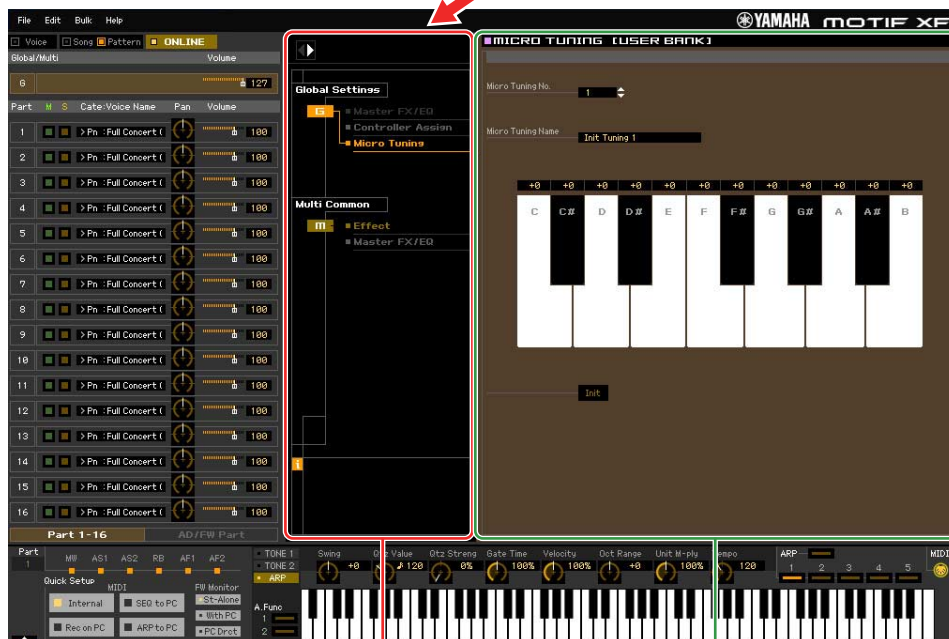 File Edit Bulk Help
YAMAHA MOTIF XF
Voice Song Pattern ONLINE
Global/Multi Volume
G 127
Part M S Cate:Voice Name Pan Volume
1 >Pn :Full Concert ( 100
2 >Pn :Full Concert ( 100
3 >Pn :Full Concert ( 100
4 >Pn :Full Concert ( 100
5 >Pn :Full Concert ( 100
6 >Pn :Full Concert ( 100
7 >Pn :Full Concert ( 100
8 >Pn :Full Concert ( 100
9 >Pn :Full Concert ( 100
10 >Pn :Full Concert ( 100
11 >Pn :Full Concert ( 100
12 >Pn :Full Concert ( 100
13 >Pn :Full Concert ( 100
14 >Pn :Full Concert ( 100
15 >Pn :Full Concert ( 100
16 >Pn :Full Concert ( 100
Part 1-16 AD/FW Part
Global Settings
G Master FX/EQ
Controller Assign
Micro Tuning
Multi Common
m Effect
Master FX/EQ
i
MICRO TUNING [USER BANK]
Micro Tuning No. 1
Micro Tuning Name Init Tuning 1
+0 +0 +0 +0 +0 +0 +0 +0 +0 +0 +0 +0
C C# D D# E F F# G G# A A# B
Init
Part MW AS1 AS2 RB AF1 AF2
1
Quick Setup MIDI FW Monitor
Internal SEQ to PC St-Alone
With PC
Rec on PC ARP to PC PC Drct
TONE 1
TONE 2
ARP
A.Func
1
2
Swing Value Qtz Streng Gate Time Velocity Oct Range Unit M-ply
+0 120 0% 100% 100% +0 100% 120
ARP
1 2 3 4 5
MIDI